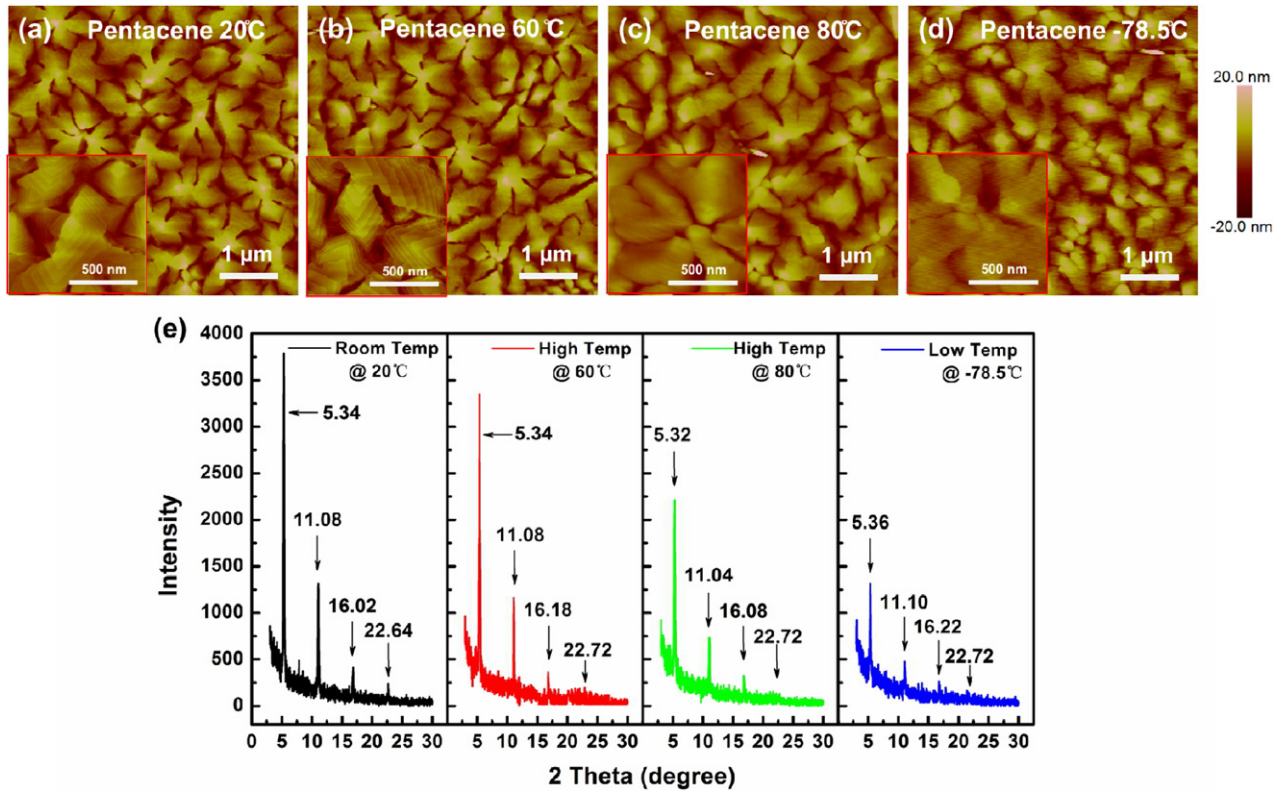 (a) Pentacene 20℃
(b) Pentacene 60℃
(c) Pentacene 80℃
(d) Pentacene -78.5℃
20.0 nm
-20.0 nm
500 nm
1 µm
500 nm
1 µm
500 nm
1 µm
500 nm
1 µm
(e)
Intensity
4000
3500
3000
2500
2000
1500
1000
500
0
Room Temp
@ 20℃
5.34
11.08
16.02
22.64
High Temp
@ 60℃
5.34
11.08
16.18
22.72
High Temp
@ 80℃
5.32
11.04
16.08
22.72
Low Temp
@ -78.5℃
5.36
11.10
16.22
22.72
0 5 10 15 20 25 30 5 10 15 20 25 30 5 10 15 20 25 30 5 10 15 20 25 30
2 Theta (degree)